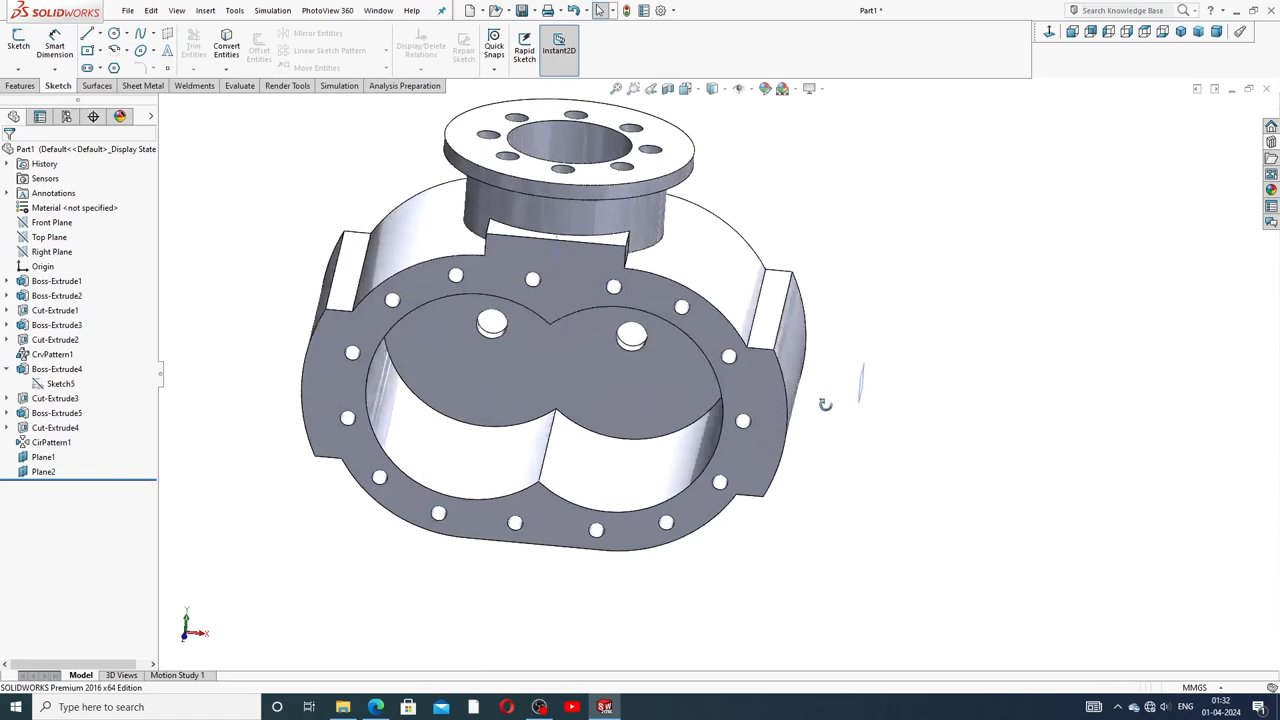 SOLIDWORKS
File Edit View Insert Tools Simulation PhotoView 360 Window Help
Part1 *
Search Knowledge Base
Sketch
Smart Dimension
Trim Entities
Convert Entities
Offset Entities
Mirror Entities
Linear Sketch Pattern
Move Entities
Display/Delete Relations
Repair Sketch
Quick Snaps
Rapid Sketch
Instant2D
Features Sketch Surfaces Sheet Metal Weldments Evaluate Render Tools Simulation Analysis Preparation
Part1 (Default<<Default>_Display State
History
Sensors
Annotations
Material <not specified>
Front Plane
Top Plane
Right Plane
Origin
Boss-Extrude1
Boss-Extrude2
Cut-Extrude1
Boss-Extrude3
Cut-Extrude2
CrvPattern1
Boss-Extrude4
Sketch5
Cut-Extrude3
Boss-Extrude5
Cut-Extrude4
CirPattern1
Plane1
Plane2
Y
X
Z
Model 3D Views Motion Study 1
SOLIDWORKS Premium 2016 x64 Edition
MMGS
Type here to search
ENG
01:32
01-04-2024